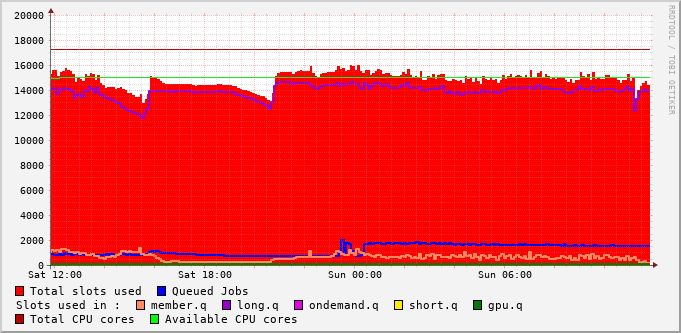 20000
18000
16000
14000
12000
10000
8000
6000
4000
2000
0
Sat 12:00 Sat 18:00 Sun 00:00 Sun 06:00
Total slots used Queued Jobs
Slots used in : member.q long.q ondemand.q short.q gpu.q
Total CPU cores Available CPU cores
RRDTOOL / TOBI OETIKER